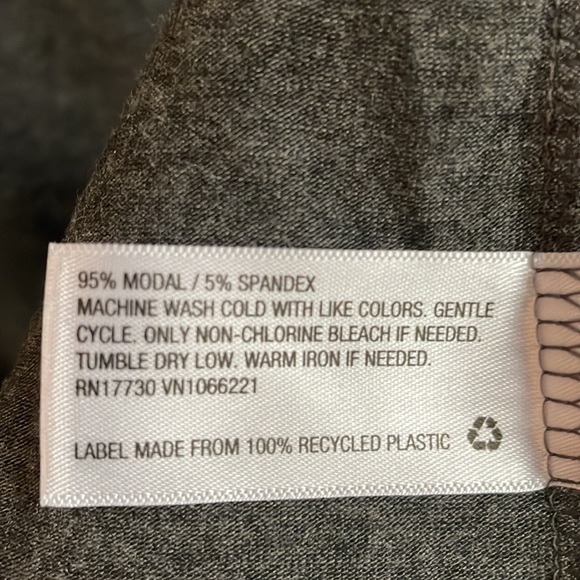 95% MODAL / 5% SPANDEX
MACHINE WASH COLD WITH LIKE COLORS. GENTLE
CYCLE. ONLY NON-CHLORINE BLEACH IF NEEDED.
TUMBLE DRY LOW. WARM IRON IF NEEDED.
RN17730 VN1066221
LABEL MADE FROM 100% RECYCLED PLASTIC